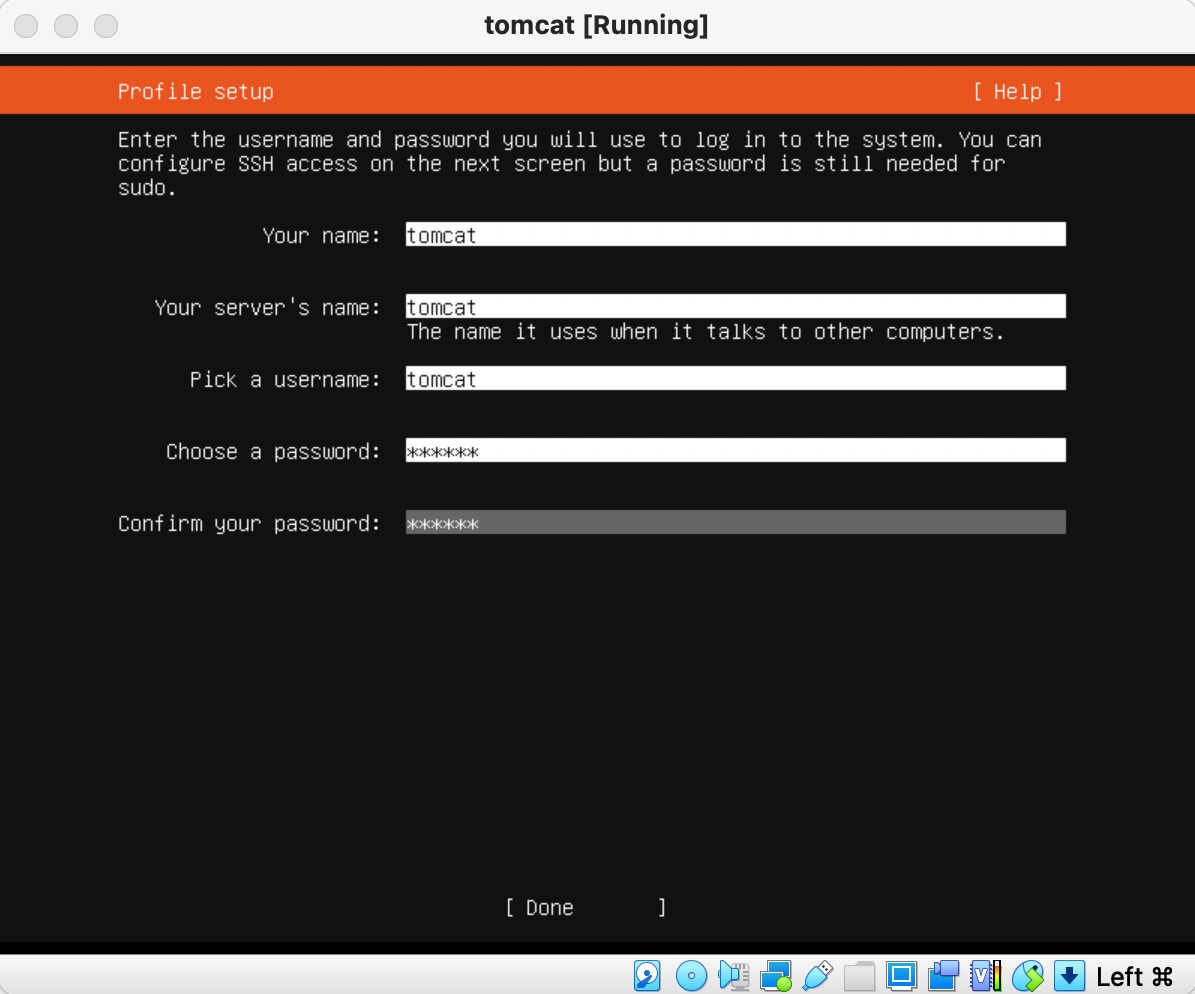 tomcat [Running]
Profile setup [ Help ]
Enter the username and password you will use to log in to the system. You can
configure SSH access on the next screen but a password is still needed for
sudo.
Your name: tomcat
Your server's name: tomcat
The name it uses when it talks to other computers.
Pick a username: tomcat
Choose a password: ******
Confirm your password: ******
[ Done ]
Left ⌘